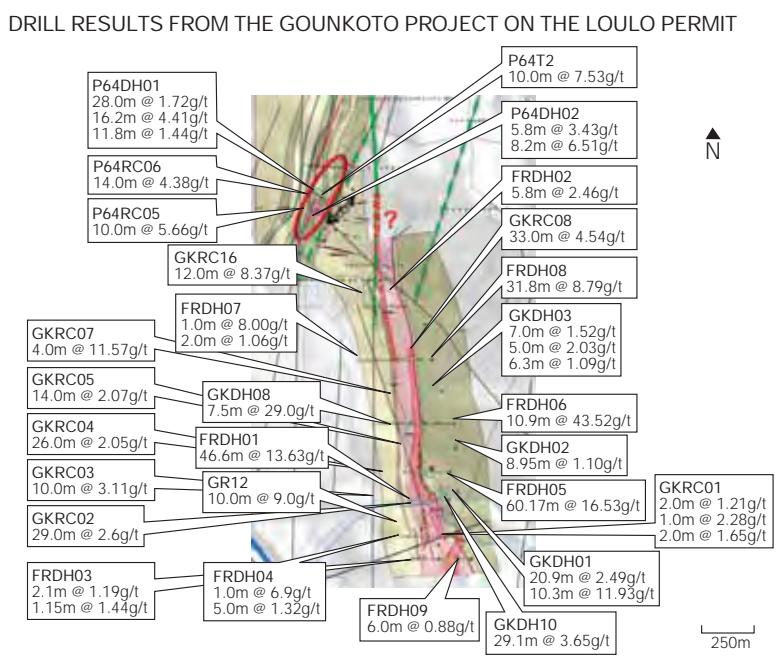 DRILL RESULTS FROM THE GOUNKOTO PROJECT ON THE LOULO PERMIT
P64T2
10.0m @ 7.53g/t
P64DH01
28.0m @ 1.72g/t
16.2m @ 4.41g/t
11.8m @ 1.44g/t
P64DH02
5.8m @ 3.43g/t
8.2m @ 6.51g/t
N
P64RC06
14.0m @ 4.38g/t
FRDH02
5.8m @ 2.46g/t
P64RC05
10.0m @ 5.66g/t
?
GKRC08
33.0m @ 4.54g/t
GKRC16
12.0m @ 8.37g/t
FRDH08
31.8m @ 8.79g/t
FRDH07
1.0m @ 8.00g/t
2.0m @ 1.06g/t
GKDH03
7.0m @ 1.52g/t
5.0m @ 2.03g/t
6.3m @ 1.09g/t
GKRC07
4.0m @ 11.57g/t
GKRC05
14.0m @ 2.07g/t
GKDH08
7.5m @ 29.0g/t
FRDH06
10.9m @ 43.52g/t
GKRC04
26.0m @ 2.05g/t
FRDH01
46.6m @ 13.63g/t
GKDH02
8.95m @ 1.10g/t
GKRC03
10.0m @ 3.11g/t
GR12
10.0m @ 9.0g/t
FRDH05
60.17m @ 16.53g/t
GKRC01
2.0m @ 1.21g/t
1.0m @ 2.28g/t
2.0m @ 1.65g/t
GKRC02
29.0m @ 2.6g/t
GKDH01
20.9m @ 2.49g/t
10.3m @ 11.93g/t
FRDH03
2.1m @ 1.19g/t
1.15m @ 1.44g/t
FRDH04
1.0m @ 6.9g/t
5.0m @ 1.32g/t
FRDH09
6.0m @ 0.88g/t
GKDH10
29.1m @ 3.65g/t
250m